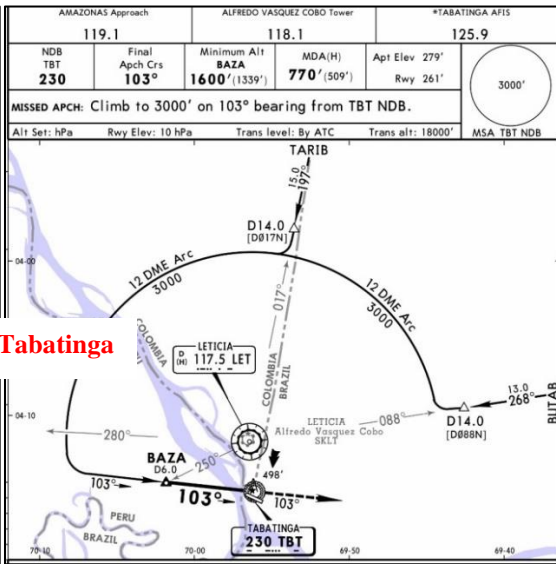 AMAZONAS Approach
119.1
ALFREDO VASQUEZ COBO Tower
118.1
*TABATINGA AFIS
125.9
NDB
TBT
230
Final
Apch Crs
103°
Minimum Alt
BAZA
1600'(1339')
MDA(H)
770'(509')
Apt Elev 279'
Rwy 261'
3000'
MISSED APCH: Climb to 3000' on 103° bearing from TBT NDB.
Alt Set: hPa Rwy Elev: 10 hPa Trans level: By ATC Trans alt: 18000' MSA TBT NDB
TARIB
15.0
197°
D14.0
[DØ17N]
12 DME Arc
3000
12 DME Arc
3000
04-00
017°
Tabatinga
COLOMBIA
LETICIA
D
(H) 117.5 LET
COLOMBIA
BRAZIL
13.0
268°
BUTAB
D14.0
[DØ88N]
04-10
LETICIA
Alfredo Vasquez Cobo
SKLT
088°
280°
250°
BAZA
D6.0
498'
103°
103°
103°
PERU
BRAZIL
TABATINGA
230 TBT
70-10
70-00
69-50
69-40